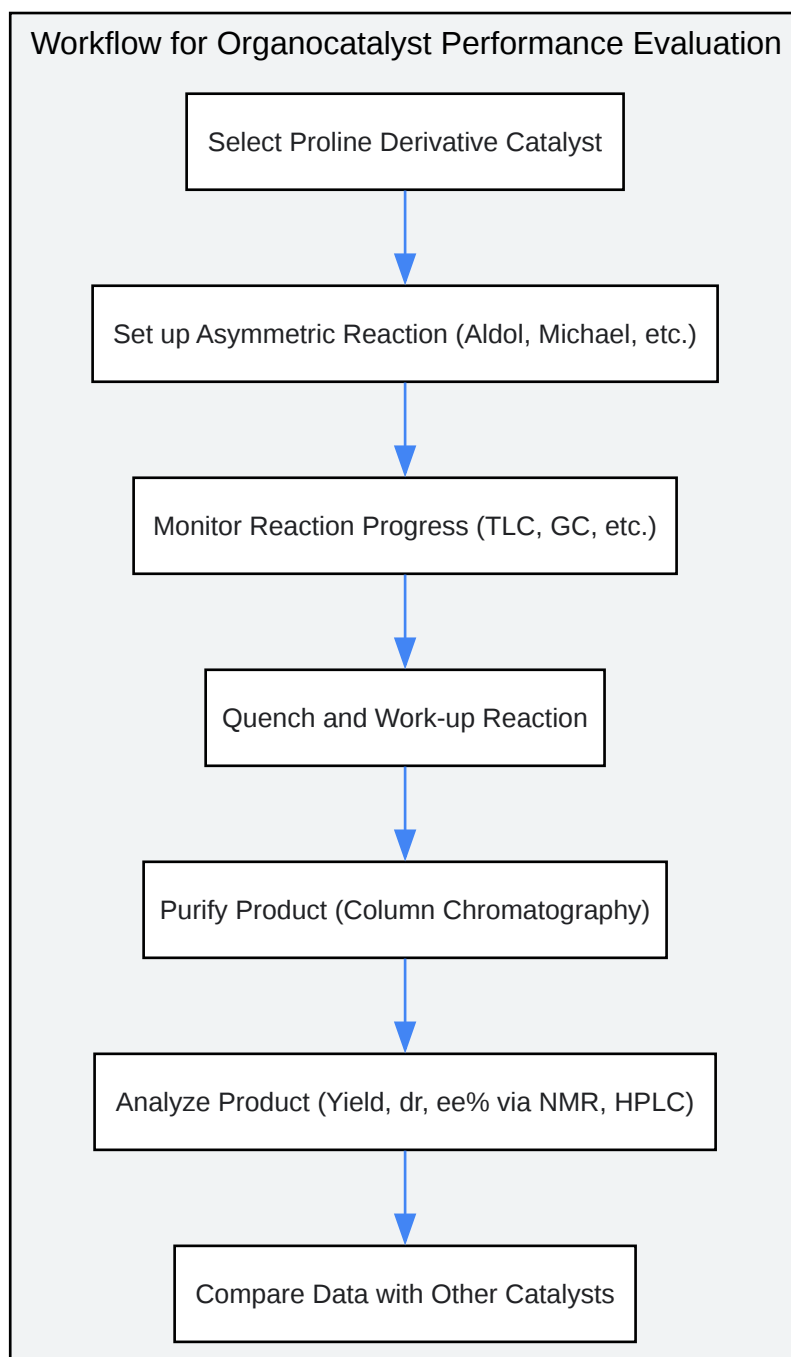 Workflow for Organocatalyst Performance Evaluation
Select Proline Derivative Catalyst
Set up Asymmetric Reaction (Aldol, Michael, etc.)
Monitor Reaction Progress (TLC, GC, etc.)
Quench and Work-up Reaction
Purify Product (Column Chromatography)
Analyze Product (Yield, dr, ee% via NMR, HPLC)
Compare Data with Other Catalysts